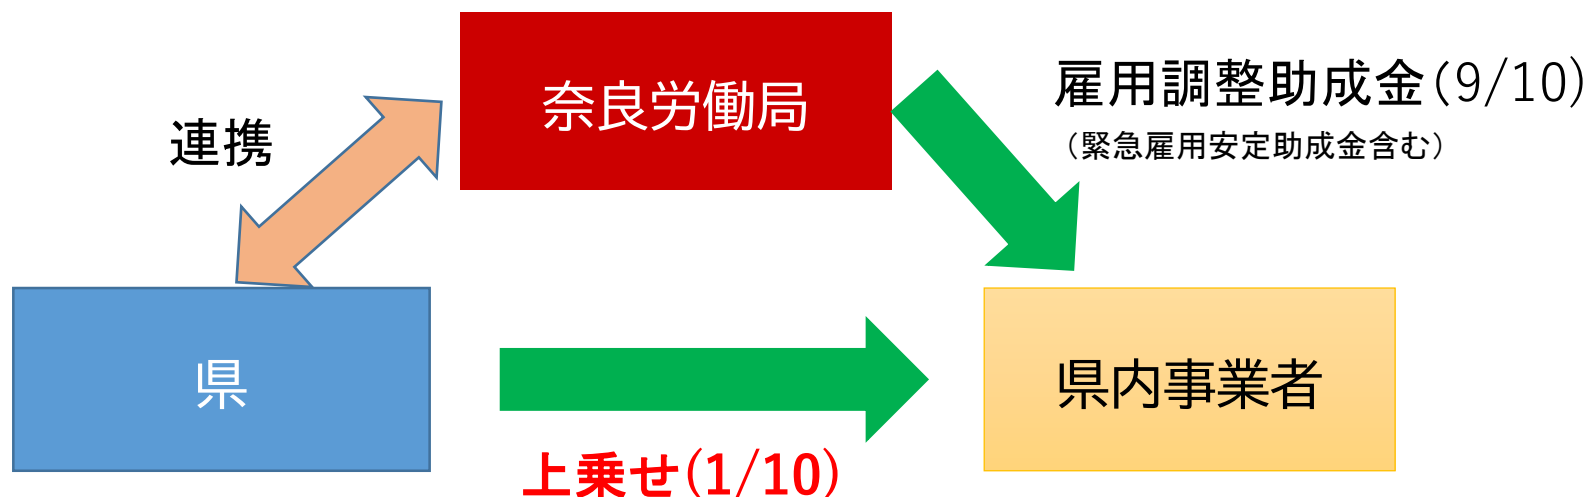 奈良労働局
雇用調整助成金(9/10)
（緊急雇用安定助成金含む）
連携
県
県内事業者
上乗せ(1/10)